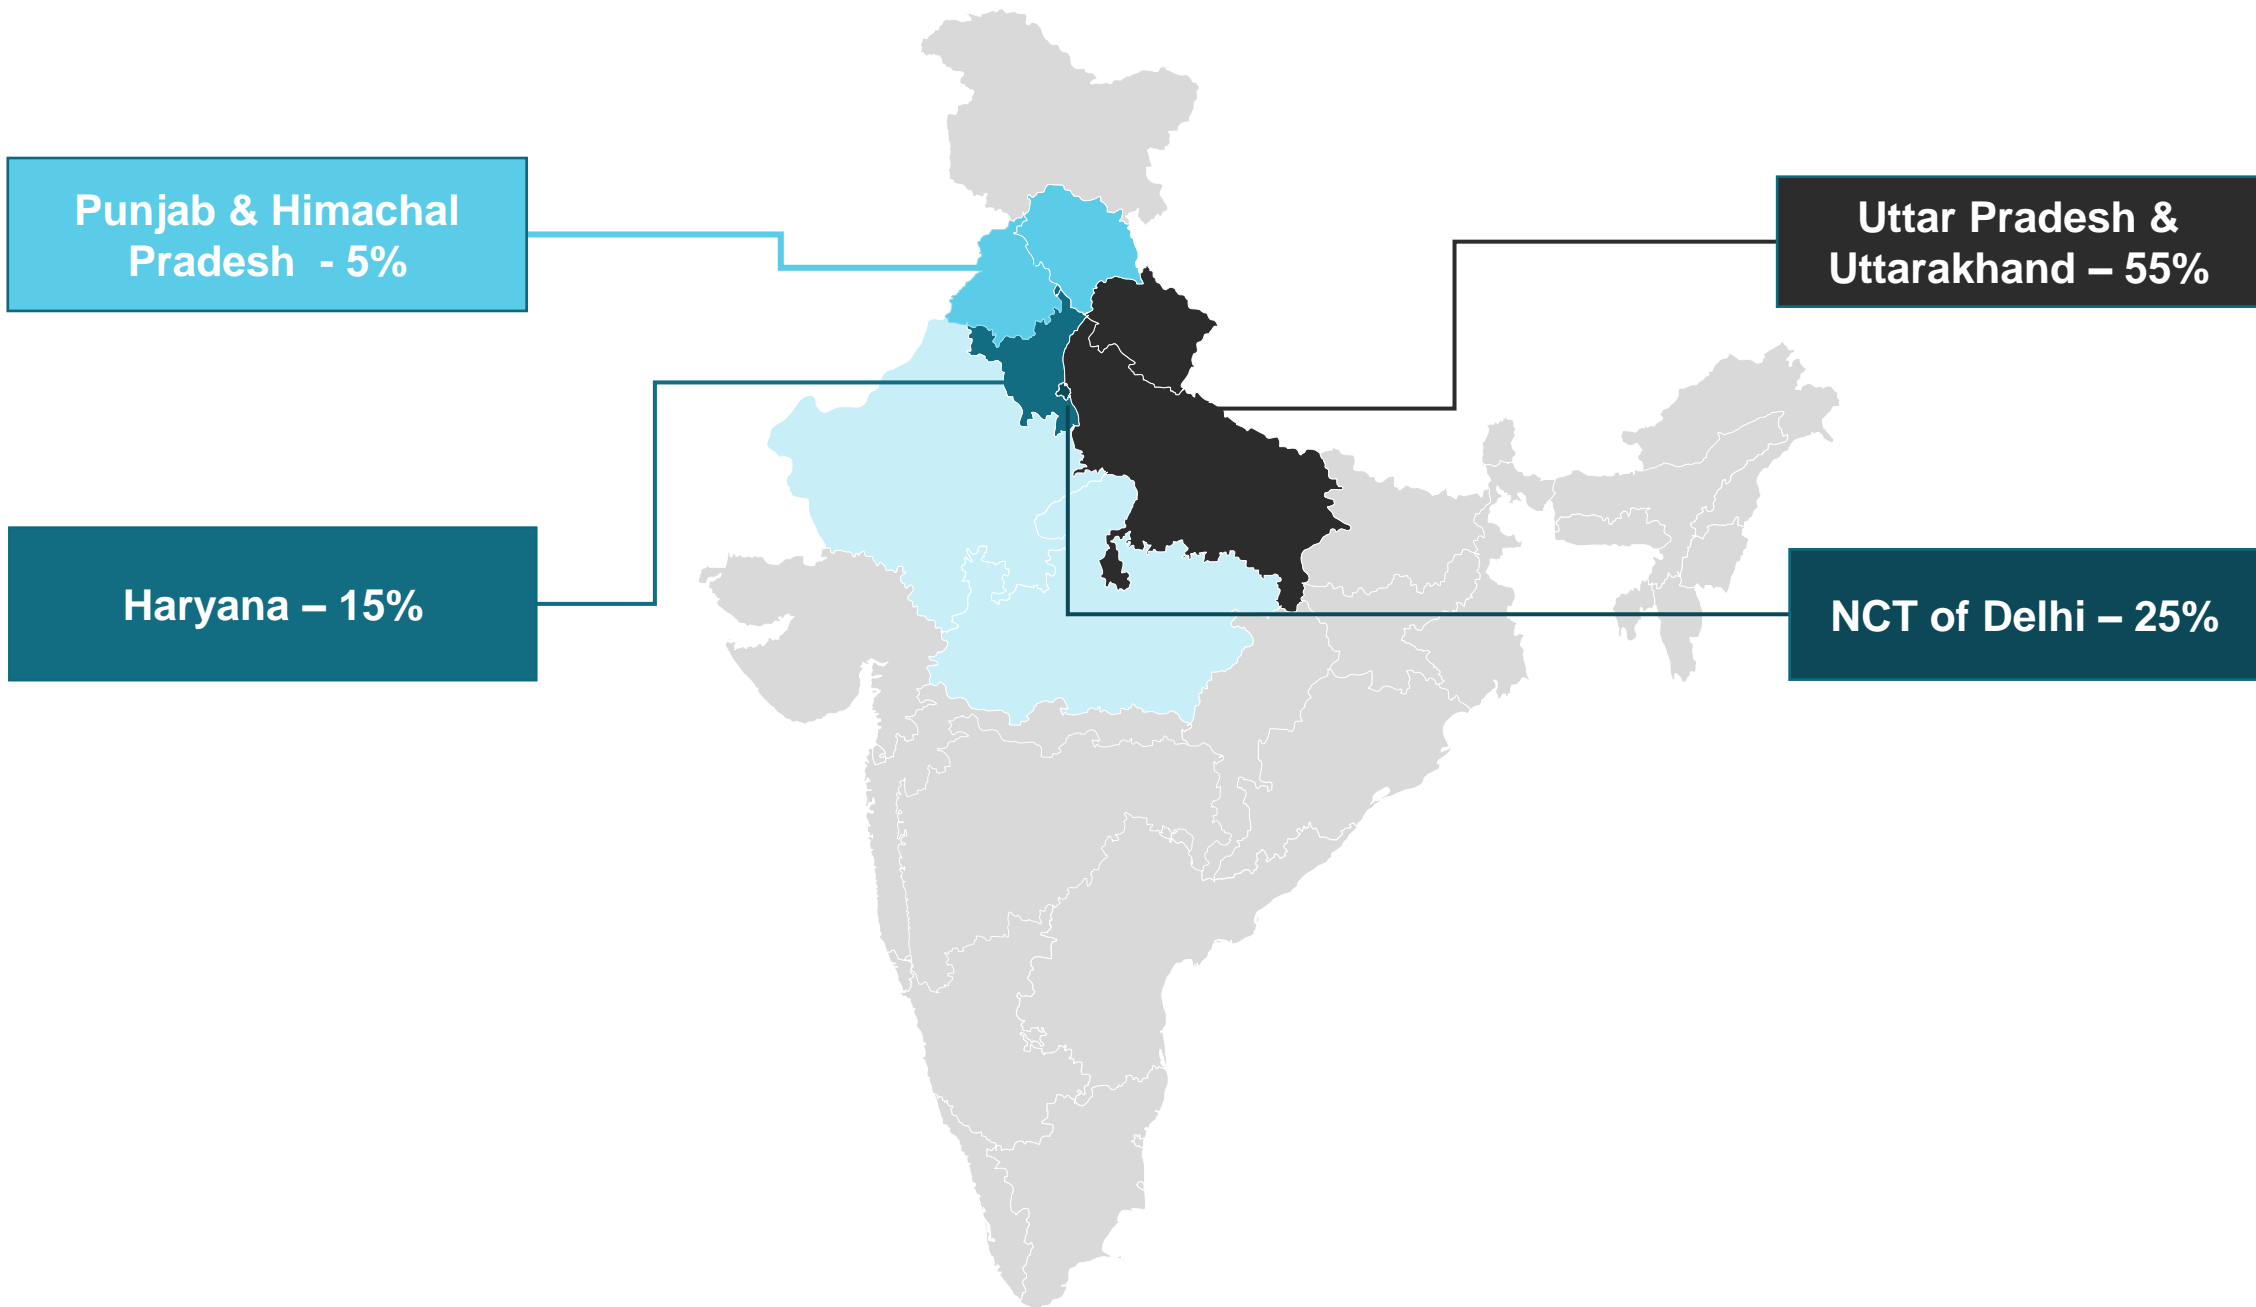 Punjab & Himachal
Pradesh  - 5%
Uttar Pradesh &
Uttarakhand – 55%
Haryana – 15%
NCT of Delhi – 25%